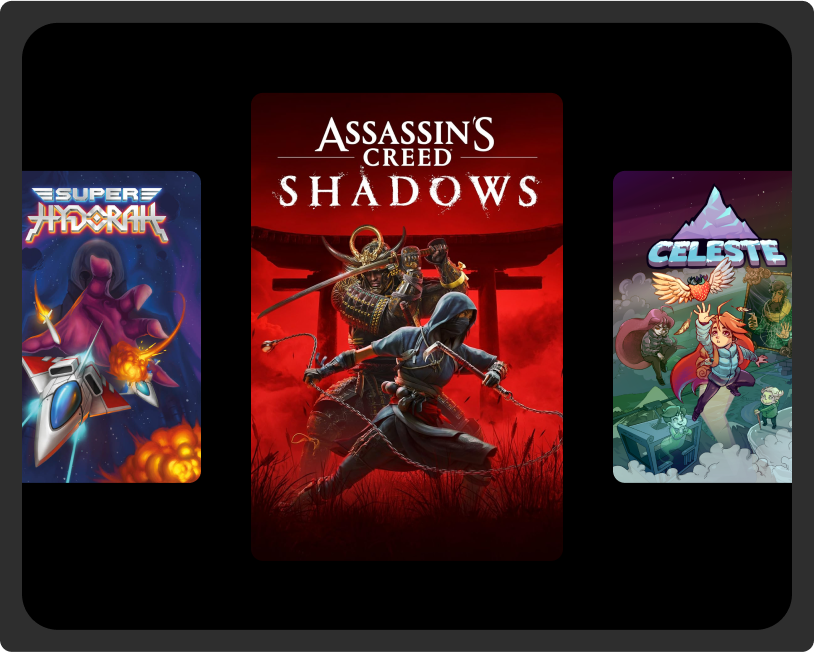 SUPER
HYDORAH
ASSASSIN'S
CREED
SHADOWS
CELESTE